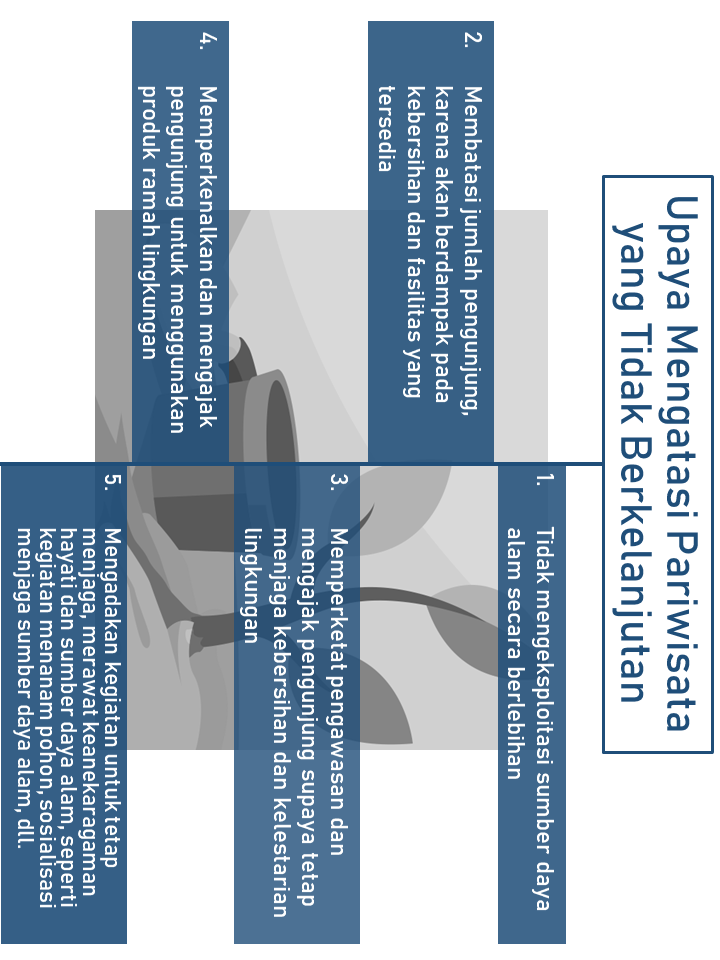 Upaya Mengatasi Pariwisata
yang Tidak Berkelanjutan
1. Tidak mengeksploitasi sumber daya
alam secara berlebihan
2. Membatasi jumlah pengunjung,
karena akan berdampak pada
kebersihan dan fasilitas yang
tersedia
3. Memperketat pengawasan dan
mengajak pengunjung supaya tetap
menjaga kebersihan dan kelestarian
lingkungan
4. Memperkenalkan dan mengajak
pengunjung untuk menggunakan
produk ramah lingkungan
5. Mengadakan kegiatan untuk tetap
menjaga, merawat keanekaragaman
hayati dan sumber daya alam, seperti
kegiatan menanam pohon, sosialisasi
menjaga sumber daya alam, dll.